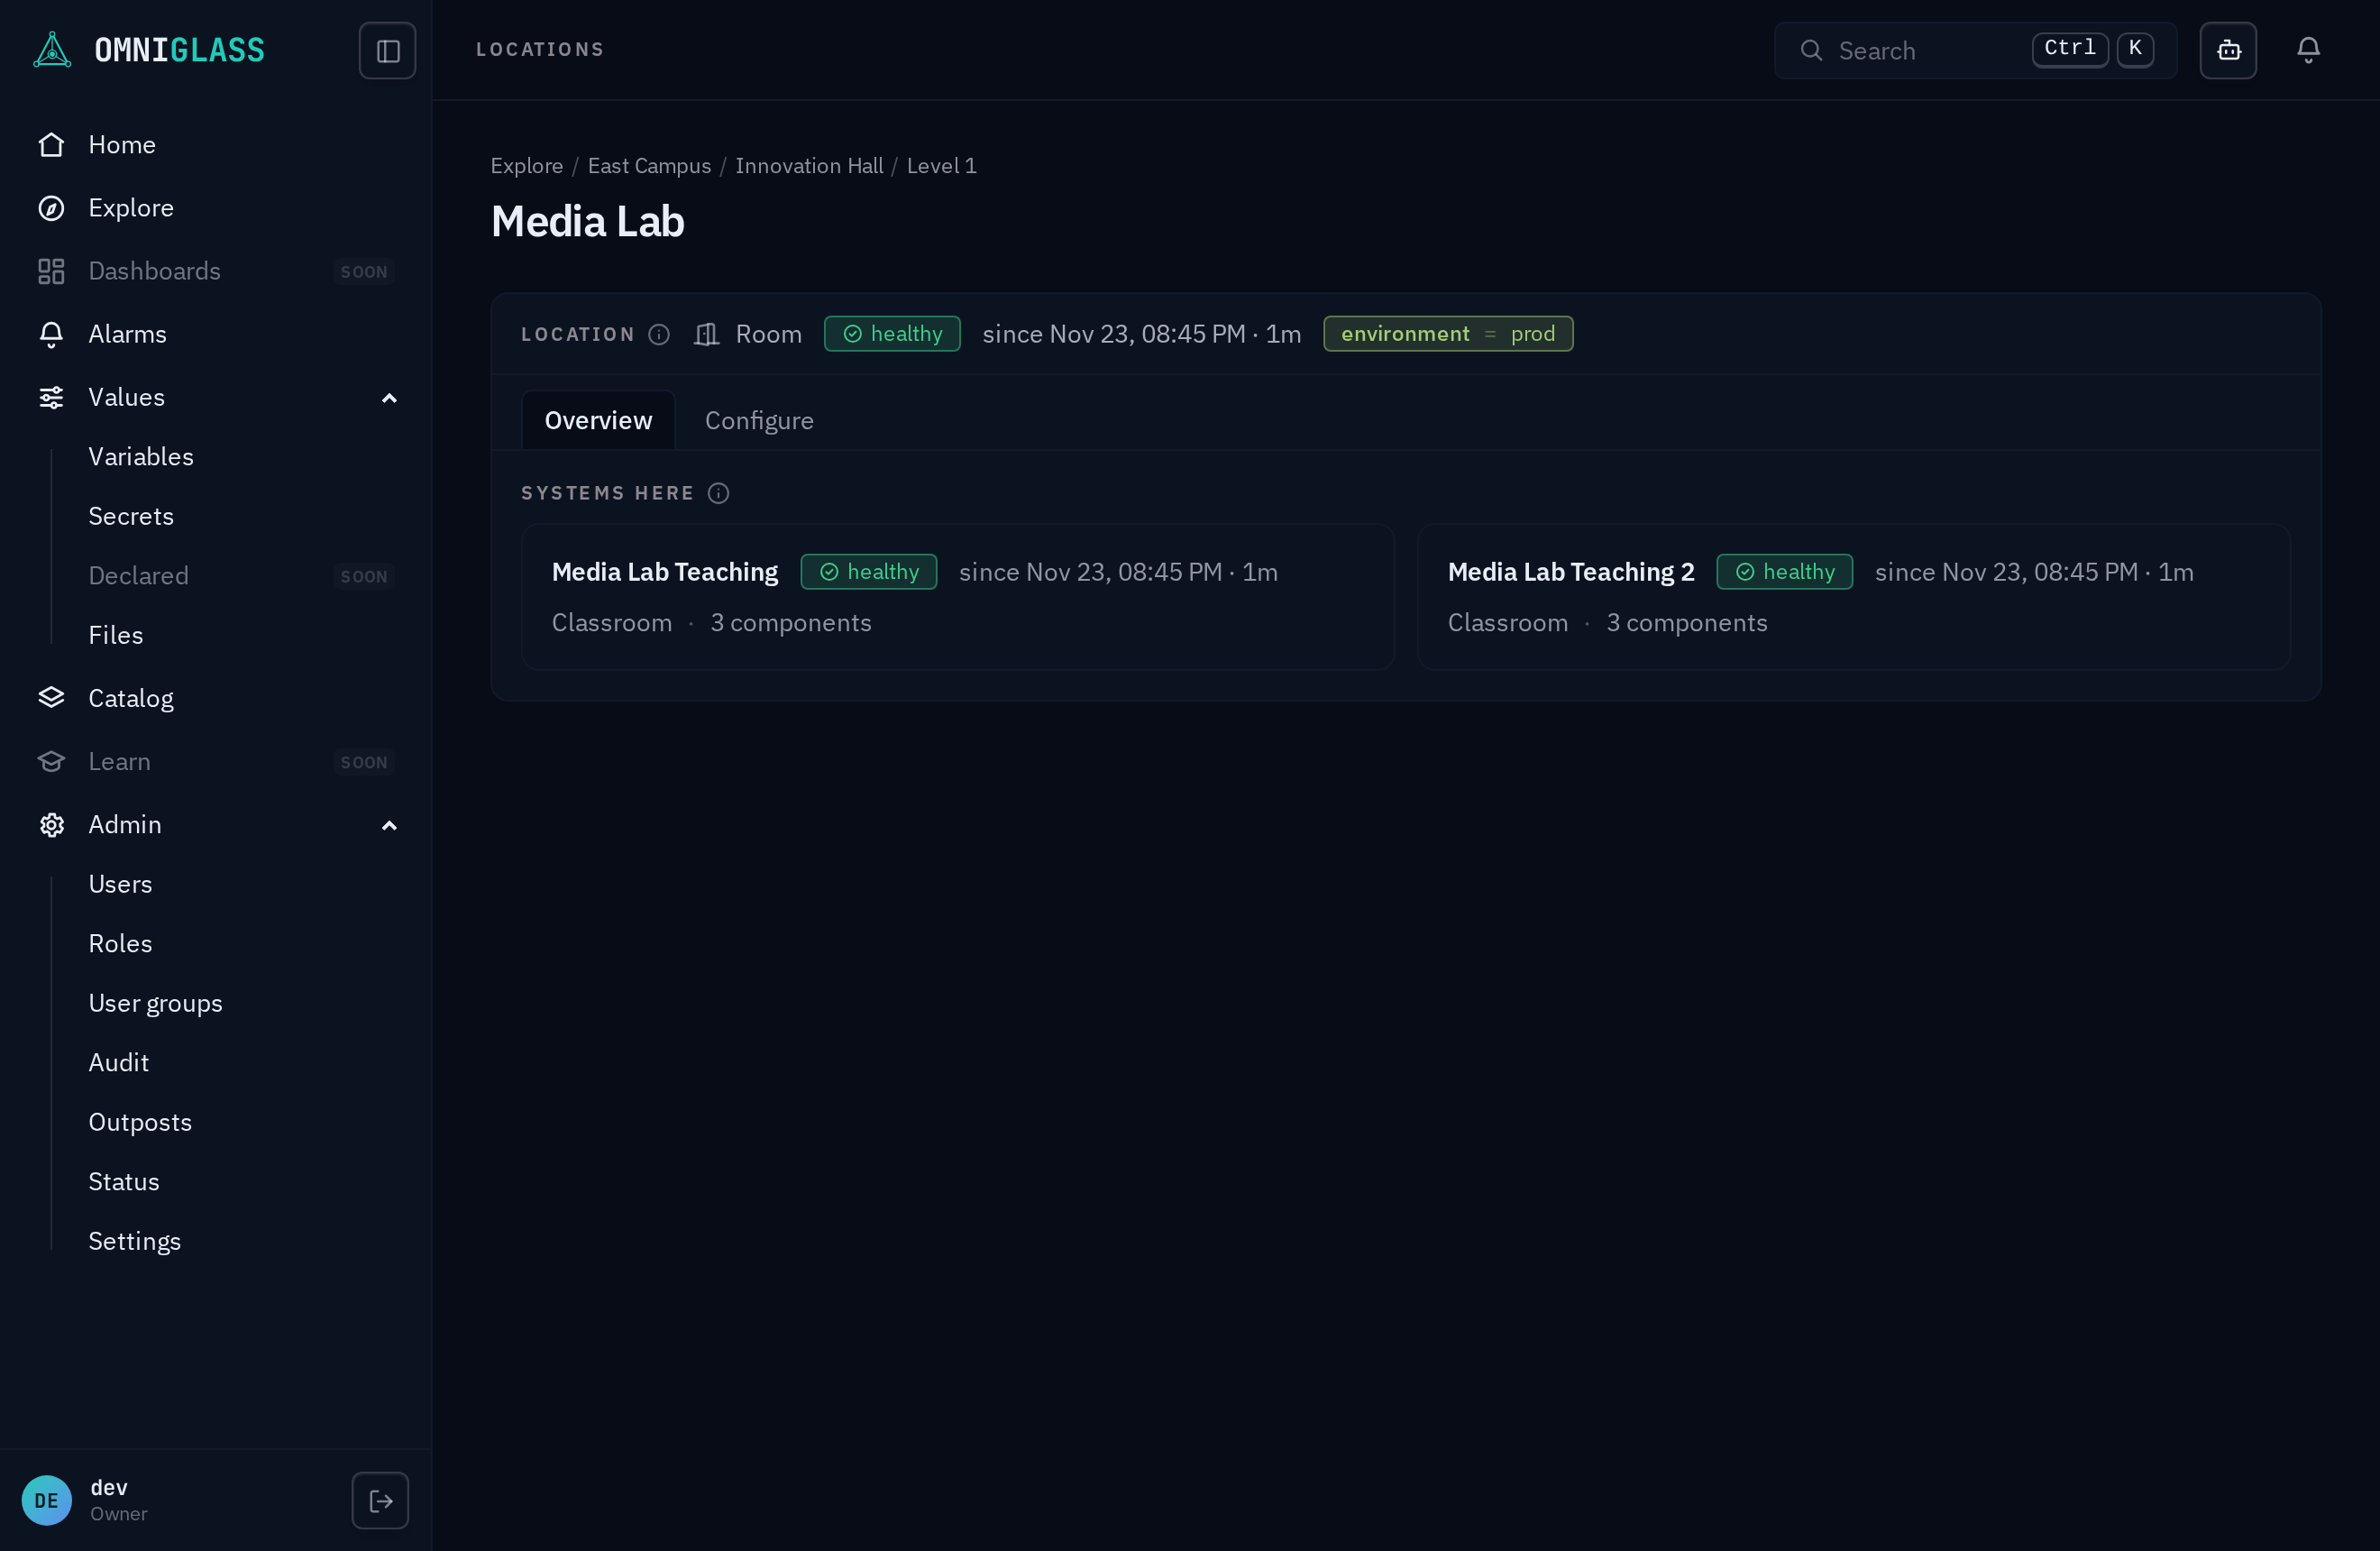 OMNIGLASS
LOCATIONS
Search Ctrl K
Home
Explore
Dashboards SOON
Alarms
Values
Variables
Secrets
Declared SOON
Files
Catalog
Learn SOON
Admin
Users
Roles
User groups
Audit
Outposts
Status
Settings
DE dev
Owner
Explore / East Campus / Innovation Hall / Level 1
Media Lab
LOCATION Room healthy since Nov 23, 08:45 PM · 1m environment = prod
Overview Configure
SYSTEMS HERE
Media Lab Teaching healthy since Nov 23, 08:45 PM · 1m
Classroom · 3 components
Media Lab Teaching 2 healthy since Nov 23, 08:45 PM · 1m
Classroom · 3 components